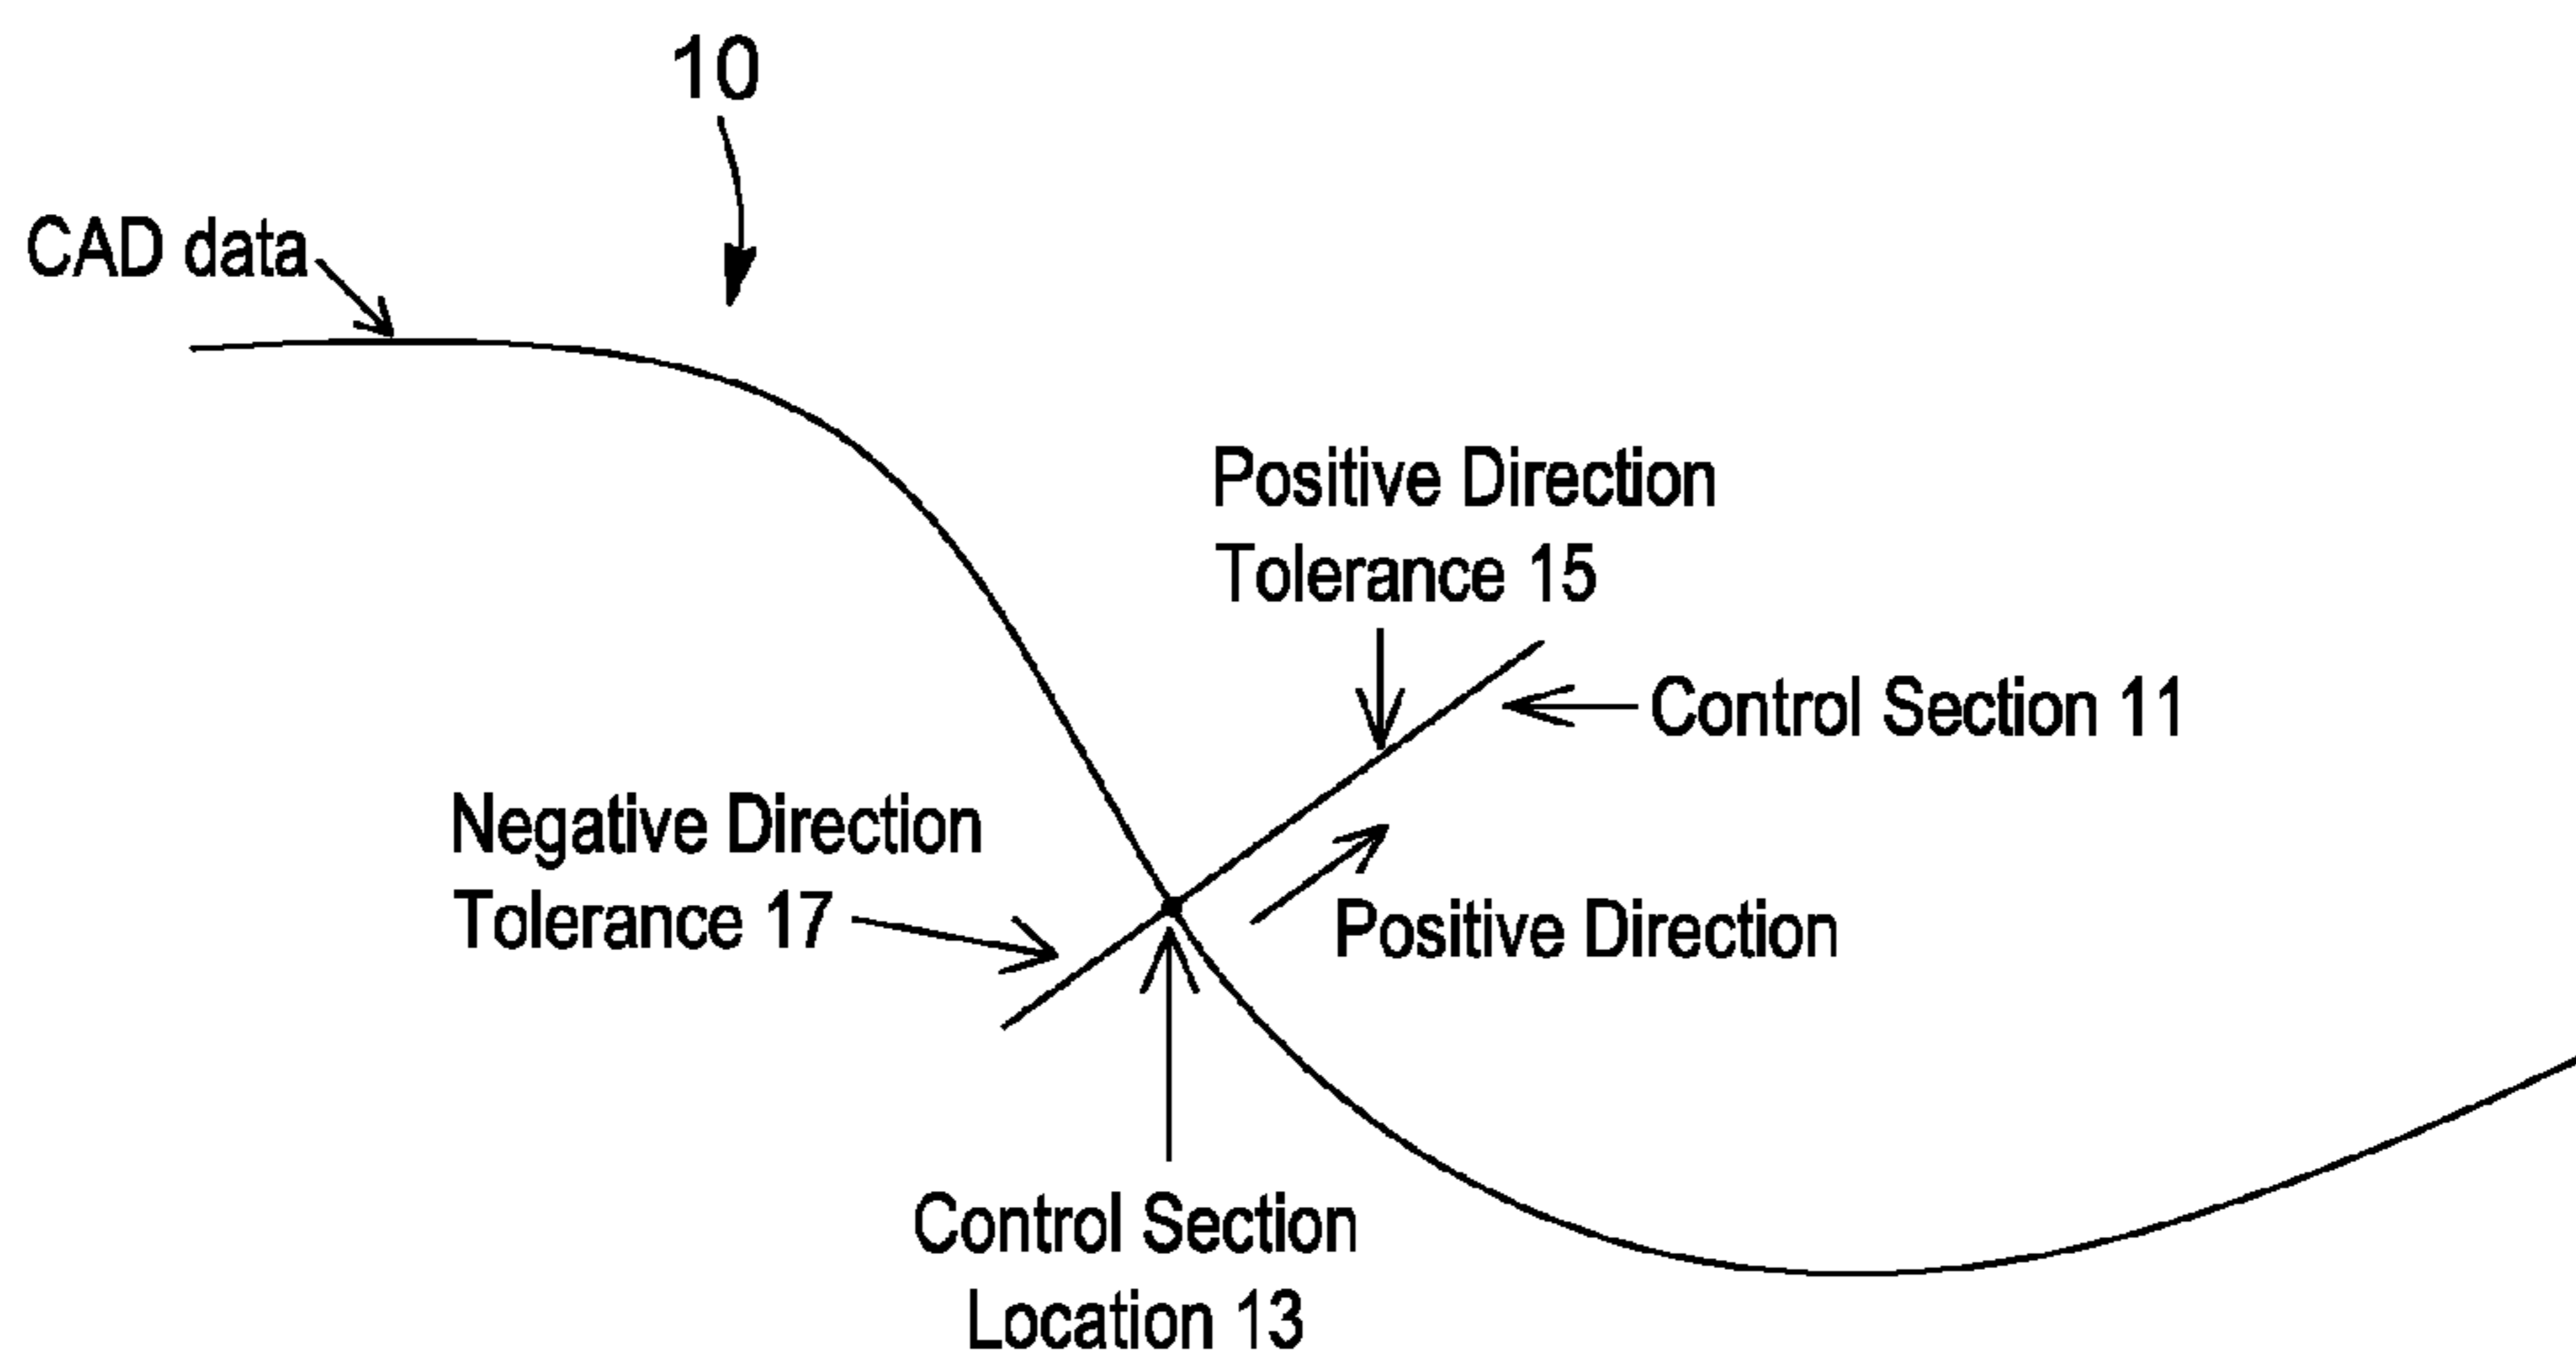 10
CAD data
Positive Direction
Tolerance 15
Control Section 11
Negative Direction
Tolerance 17
Positive Direction
Control Section
Location 13